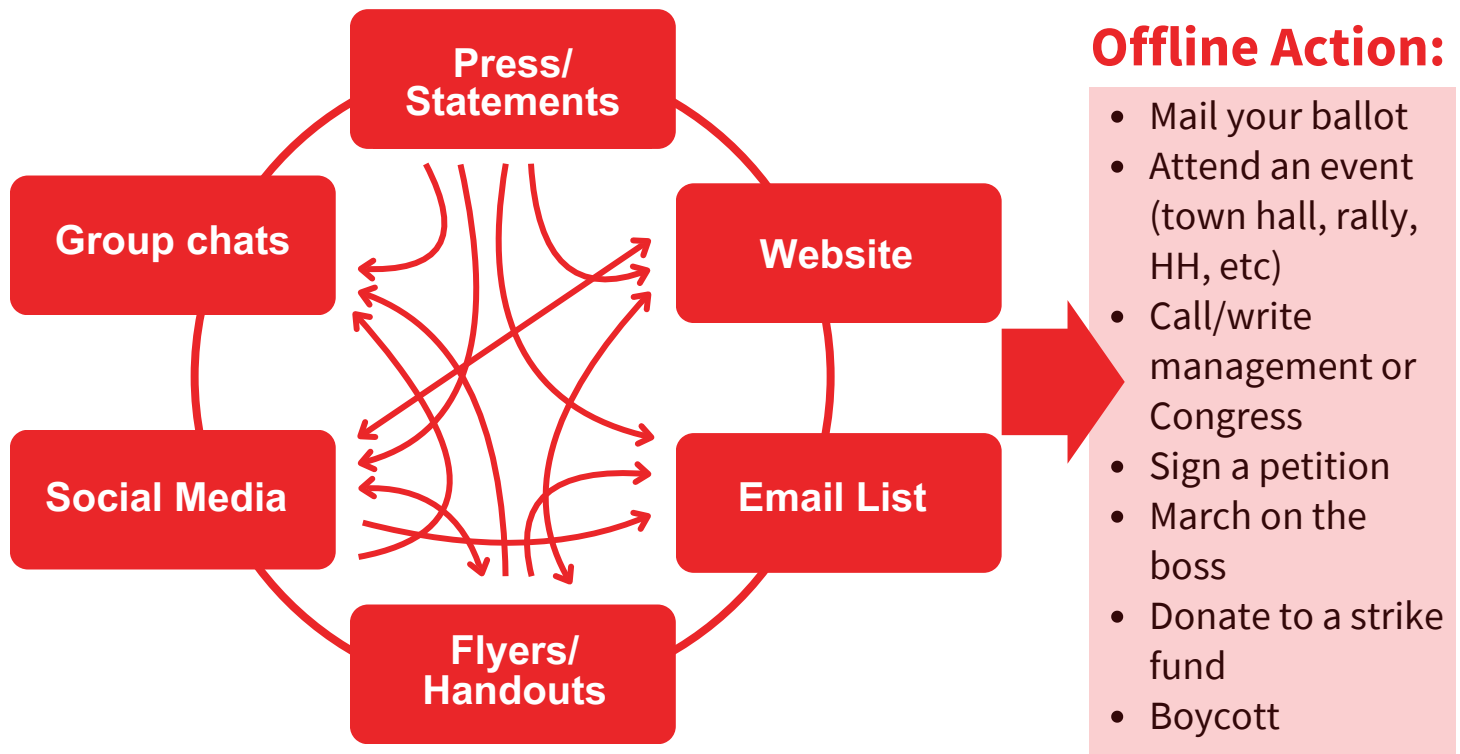 Press/
Statements
Group chats
Website
Social Media
Email List
Flyers/
Handouts
Offline Action:
• Mail your ballot
• Attend an event
(town hall, rally,
HH, etc)
• Call/write
management or
Congress
• Sign a petition
• March on the
boss
• Donate to a strike
fund
• Boycott